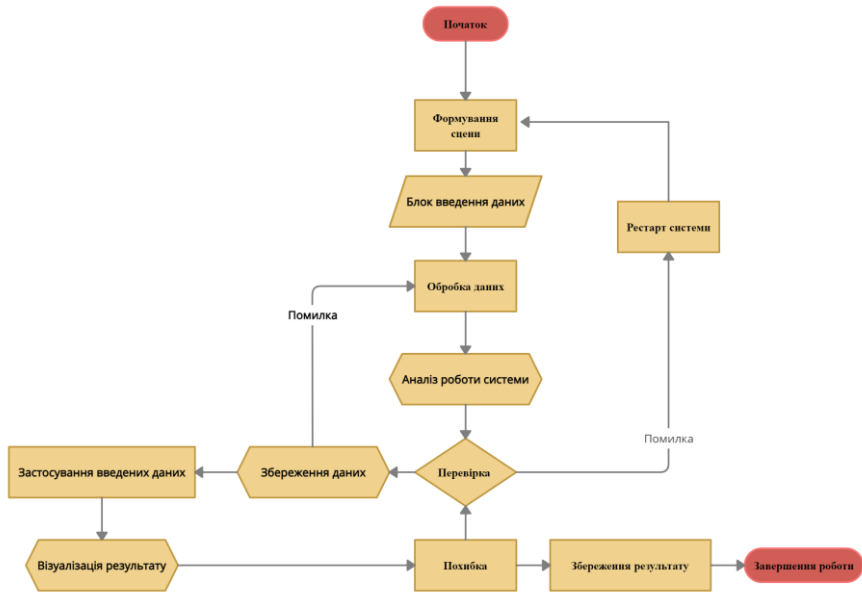 Початок
Формування
сцени
Блок введення даних
Рестарт системи
Обробка даних
Помилка
Аналіз роботи системи
Помилка
Застосування введених даних
Збереження даних
Перевірка
Візуалізація результату
Похибка
Збереження результату
Завершення роботи